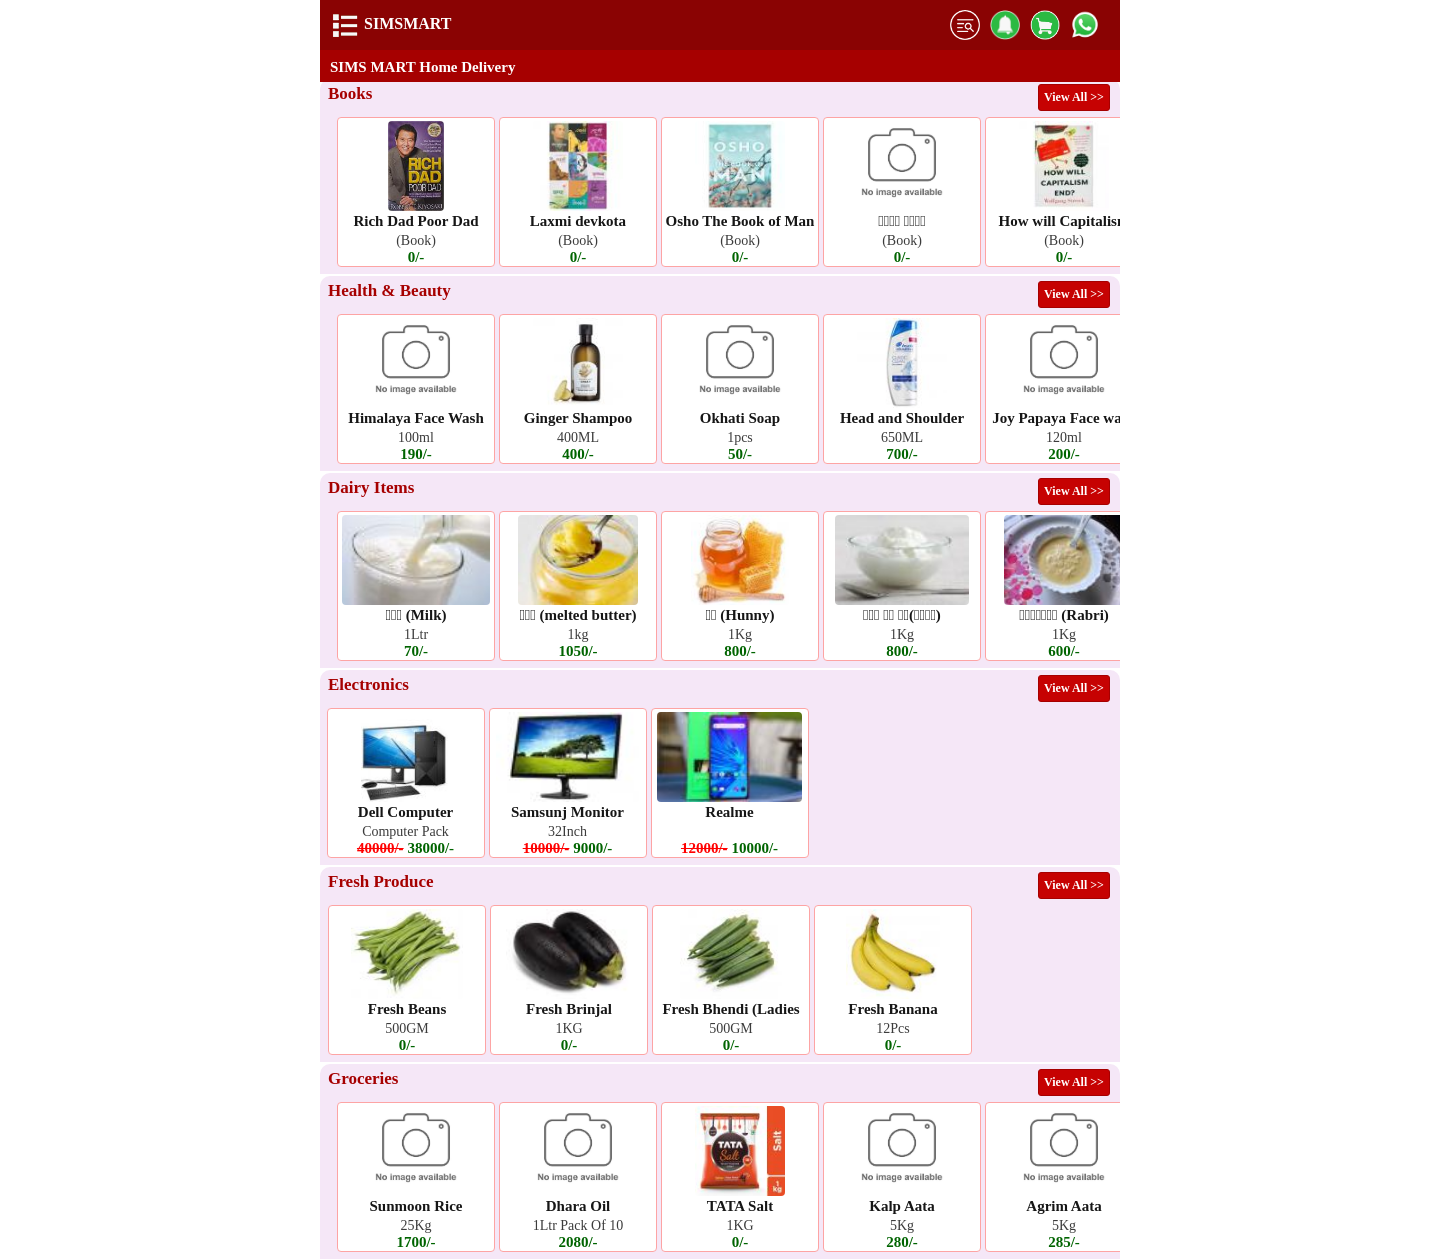 SIMSMART
SIMS MART Home Delivery
Books
View All >>
RICH DAD
POOR DAD
OSHO
MAN
No image available
HOW WILL CAPITALISM END?
Rich Dad Poor Dad
Laxmi devkota
Osho The Book of Man
How will Capitalism
(Book)
(Book)
(Book)
(Book)
(Book)
0/-
0/-
0/-
0/-
0/-
Health & Beauty
View All >>
No image available
No image available
No image available
Himalaya Face Wash
Ginger Shampoo
Okhati Soap
Head and Shoulder
Joy Papaya Face wa
100ml
400ML
1pcs
650ML
120ml
190/-
400/-
50/-
700/-
200/-
Dairy Items
View All >>
(Milk)
(melted butter)
(Hunny)
(Rabri)
1Ltr
1kg
1Kg
1Kg
1Kg
70/-
1050/-
800/-
800/-
600/-
Electronics
View All >>
Dell Computer
Samsunj Monitor
Realme
Computer Pack
32Inch
40000/- 38000/-
10000/- 9000/-
12000/- 10000/-
Fresh Produce
View All >>
Fresh Beans
Fresh Brinjal
Fresh Bhendi (Ladies
Fresh Banana
500GM
1KG
500GM
12Pcs
0/-
0/-
0/-
0/-
Groceries
View All >>
No image available
No image available
TATA
Salt
Salt
1 kg
No image available
No image available
Sunmoon Rice
Dhara Oil
TATA Salt
Kalp Aata
Agrim Aata
25Kg
1Ltr Pack Of 10
1KG
5Kg
5Kg
1700/-
2080/-
0/-
280/-
285/-